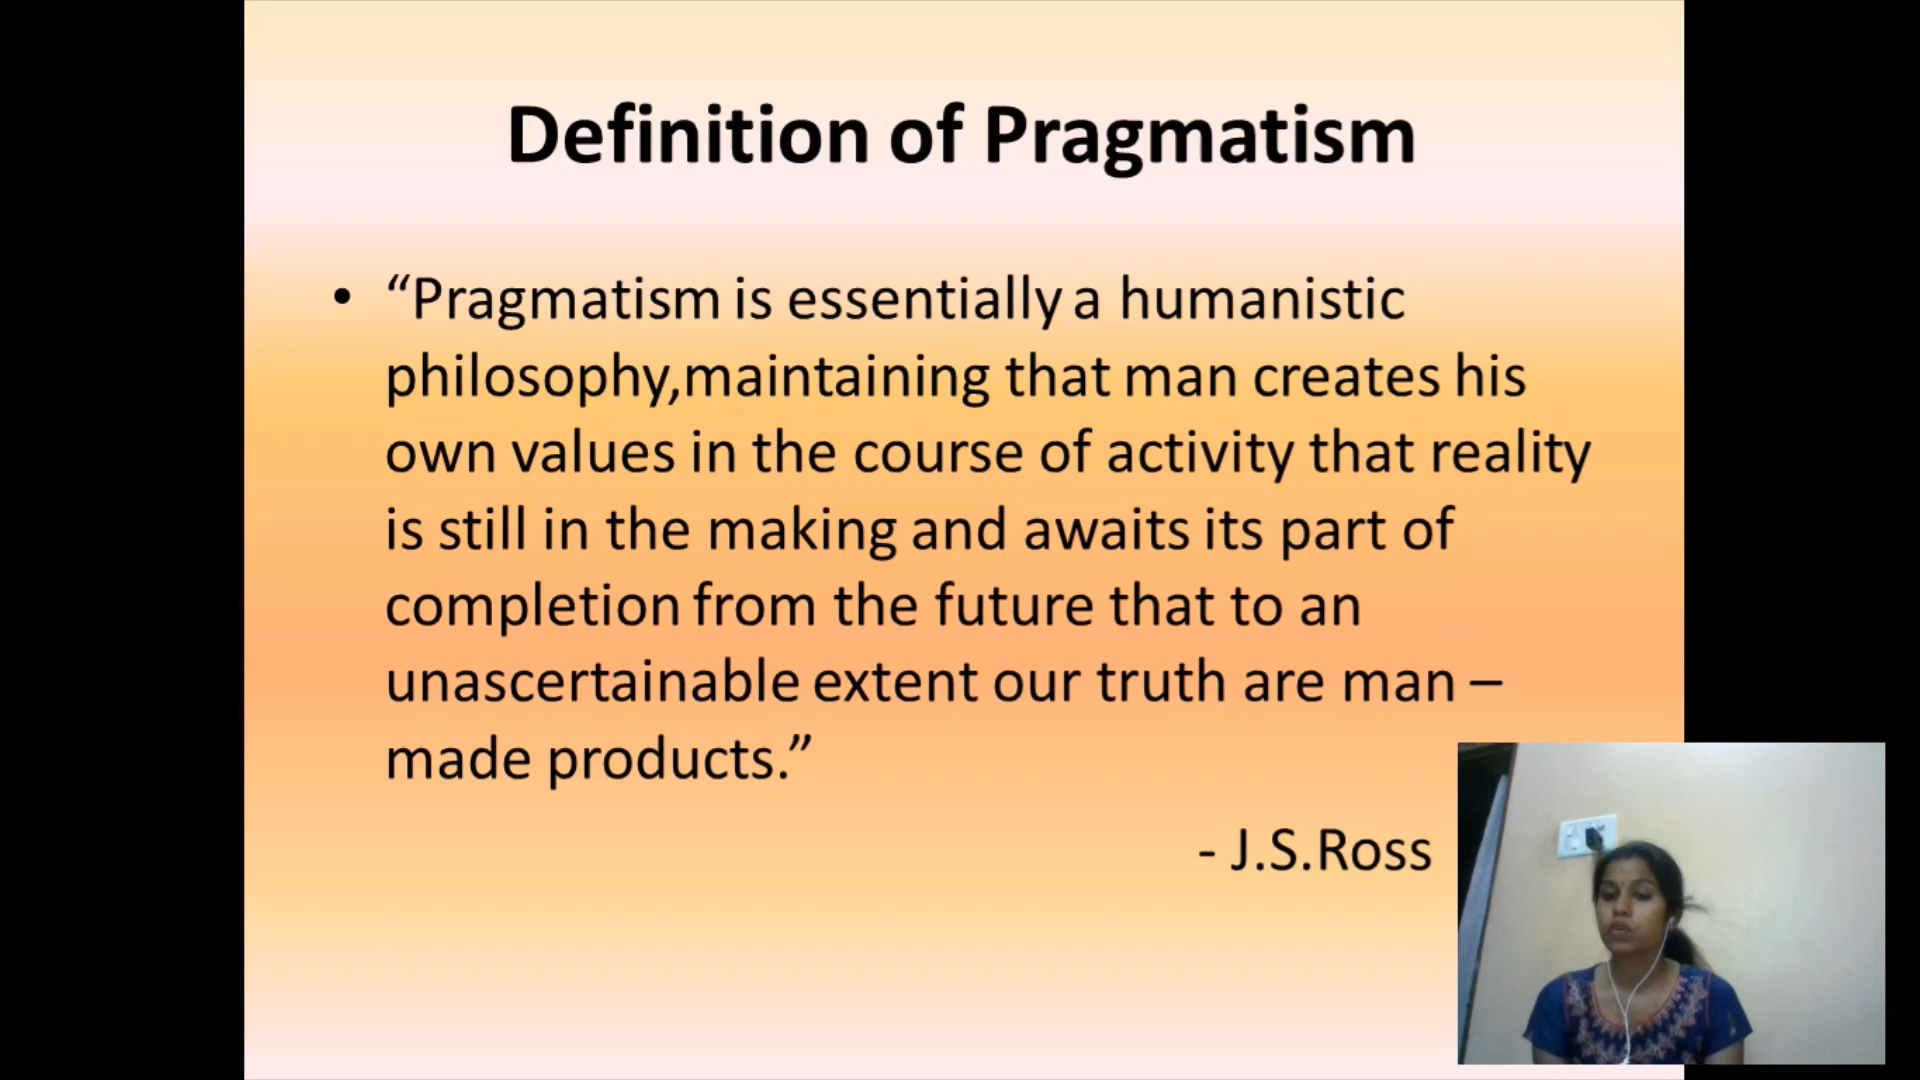 Definition of Pragmatism
• “Pragmatism is essentially a humanistic
philosophy,maintaining that man creates his
own values in the course of activity that reality
is still in the making and awaits its part of
completion from the future that to an
unascertainable extent our truth are man –
made products.”
- J.S.Ross